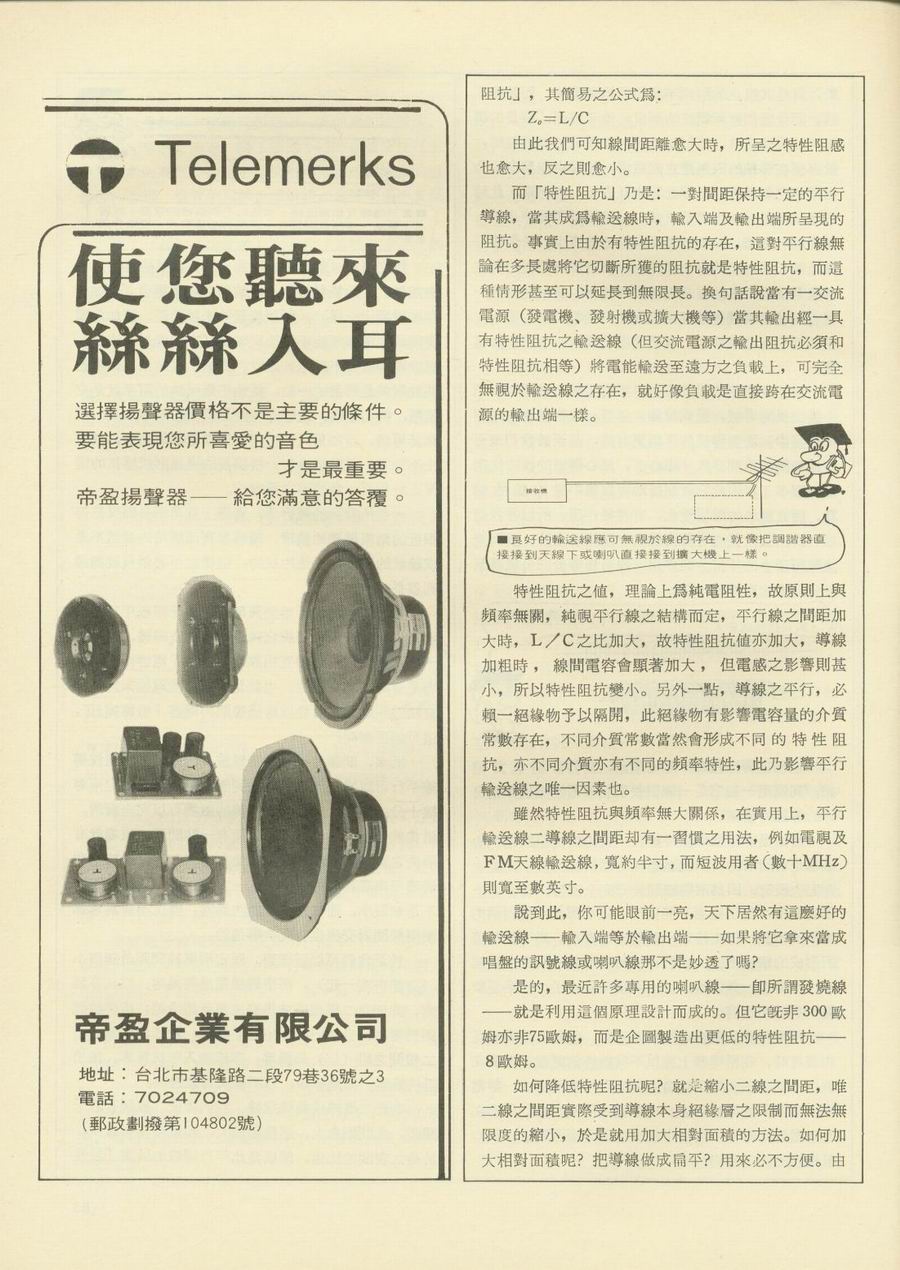 Telemerks
使您聽來
絲絲入耳
選擇揚聲器價格不是主要的條件。
要能表現您所喜愛的音色
才是最重要。
帝盈揚聲器——給您滿意的答覆。
帝盈企業有限公司
地址：台北市基隆路二段79巷36號之3
電話：7024709
(郵政劃撥第104802號)
阻抗」，其簡易之公式爲：
Z₀=L/C
由此我們可知線間距離愈大時，所呈之特性阻感
也愈大，反之則愈小。
而「特性阻抗」乃是：一對間距保持一定的平行
導線，當其成爲輸送線時，輸入端及輸出端所呈現的
阻抗。事實上由於有特性阻抗的存在，這對平行線無
論在多長處將它切斷所獲的阻抗就是特性阻抗，而這
種情形甚至可以延長到無限長。換句話說當有一交流
電源（發電機、發射機或擴大機等）當其輸出經一具
有特性阻抗之輸送線（但交流電源之輸出阻抗必須和
特性阻抗相等）將電能輸送至遠方之負載上，可完全
無視於輸送線之存在，就好像負載是直接跨在交流電
源的輸出端一樣。
接收機
■良好的輸送線應可無視於線的存在，就像把調諧器直
接接到天線下或喇叭直接接到擴大機上一樣。
特性阻抗之值，理論上爲純電阻性，故原則上與
頻率無關，純視平行線之結構而定，平行線之間距加
大時，L／C之比加大，故特性阻抗值亦加大，導線
加粗時，線間電容會顯著加大，但電感之影響則甚
小，所以特性阻抗變小。另外一點，導線之平行，必
賴一絕緣物予以隔開，此絕緣物有影響電容量的介質
常數存在，不同介質常數當然會形成不同的特性阻
抗，亦不同介質亦有不同的頻率特性，此乃影響平行
輸送線之唯一因素也。
雖然特性阻抗與頻率無大關係，在實用上，平行
輸送線二導線之間距却有一習慣之用法，例如電視及
FM天線輸送線，寬約半寸，而短波用者（數十MHz）
則寬至數英寸。
說到此，你可能眼前一亮，天下居然有這麽好的
輸送線——輸入端等於輸出端——如果將它拿來當成
唱盤的訊號線或喇叭線那不是妙透了嗎？
是的，最近許多專用的喇叭線——卽所謂發燒線
——就是利用這個原理設計而成的。但它旣非300歐
姆亦非75歐姆，而是企圖製造出更低的特性阻抗——
8歐姆。
如何降低特性阻抗呢？就是縮小二線之間距，唯
二線之間距實際受到導線本身絕緣層之限制而無法無
限度的縮小，於是就用加大相對面積的方法。如何加
大相對面積呢？把導線做成扁平？用來必不方便。由